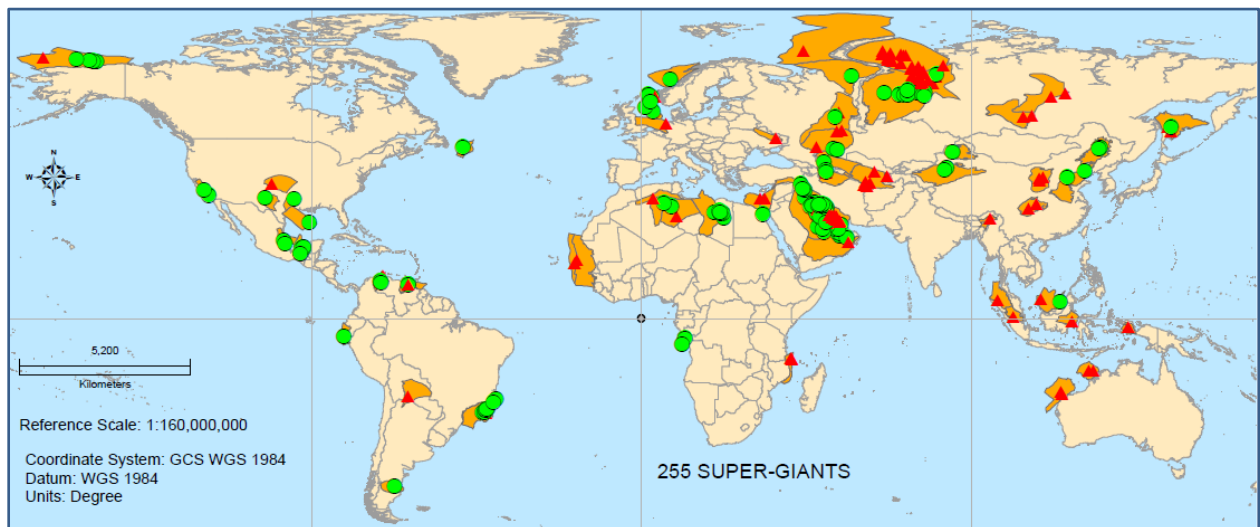 N
W E
S
5,200
Kilometers
Reference Scale: 1:160,000,000
Coordinate System: GCS WGS 1984
Datum: WGS 1984
Units: Degree
255 SUPER-GIANTS